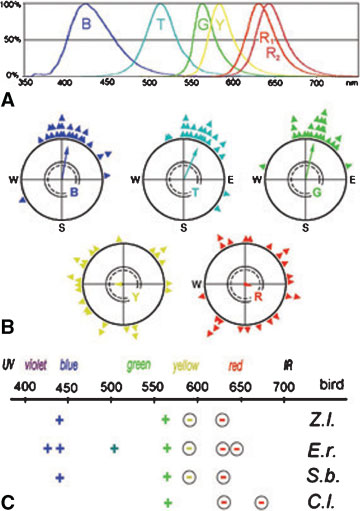 100%
B T G Y
50%
R1
R2
350 400 450 500 550 600 650 700 nm
A
W E W E
B T G
S S S
W
Y R
B
UV violet blue green yellow red IR
400 450 500 550 600 650 700 bird
Z.l.
E.r.
S.b.
C C.l.